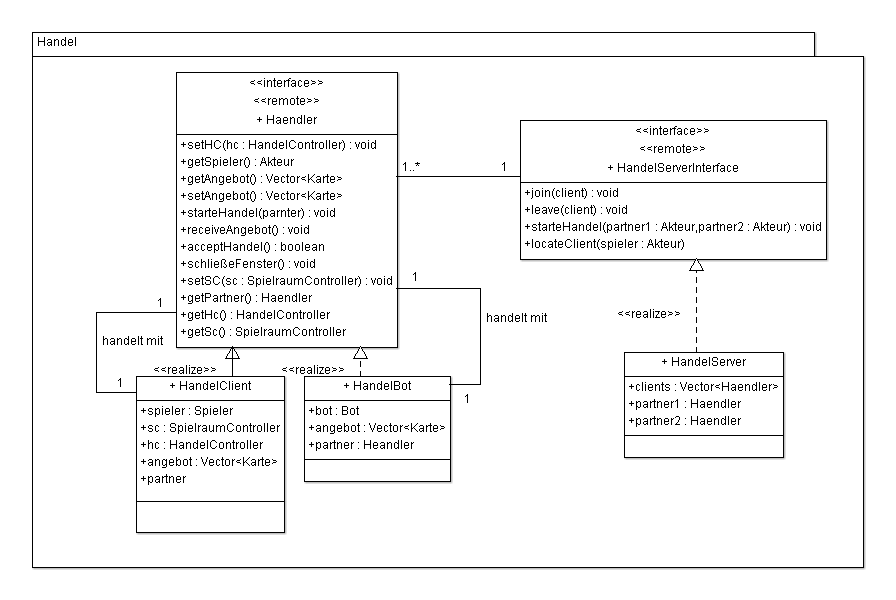 Handel
<<interface>>
<<remote>>
+ Haendler
+setHC(hc : HandelController) : void
+getSpieler() : Akteur
+getAngebot() : Vector<Karte>
+setAngebot() : Vector<Karte>
+starteHandel(parnter) : void
+receiveAngebot() : void
+acceptHandel() : boolean
+schließeFenster() : void
+setSC(sc : SpielraumController) : void
+getPartner() : Haendler
+getHc() : HandelController
+getSc() : SpielraumController
1..*
1
<<interface>>
<<remote>>
+ HandelServerInterface
+join(client) : void
+leave(client) : void
+starteHandel(partner1 : Akteur,partner2 : Akteur) : void
+locateClient(spieler : Akteur)
1
handelt mit
1
1
handelt mit
1
<<realize>>
<<realize>>
<<realize>>
+ HandelClient
+spieler : Spieler
+sc : SpielraumController
+hc : HandelController
+angebot : Vector<Karte>
+partner
+ HandelBot
+bot : Bot
+angebot : Vector<Karte>
+partner : Heandler
+ HandelServer
+clients : Vector<Haendler>
+partner1 : Haendler
+partner2 : Haendler